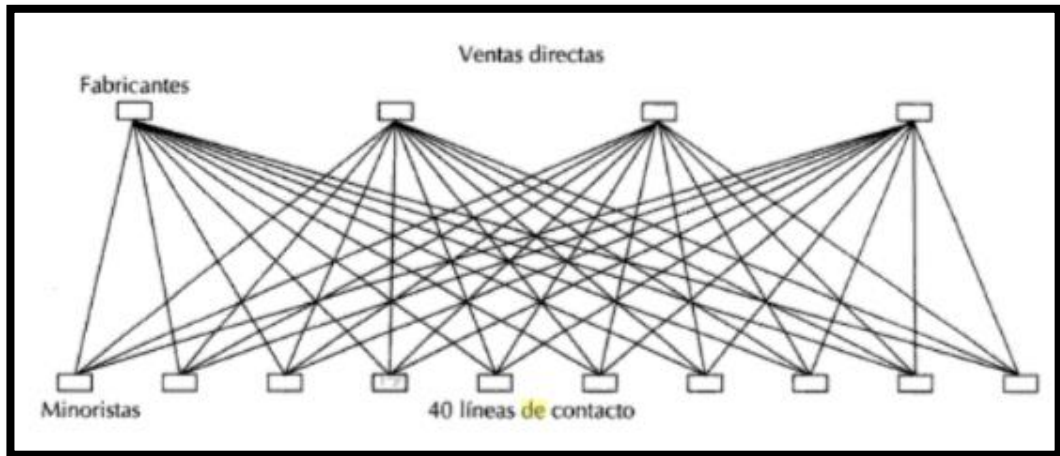 Ventas directas
Fabricantes
Minoristas
40 líneas de contacto